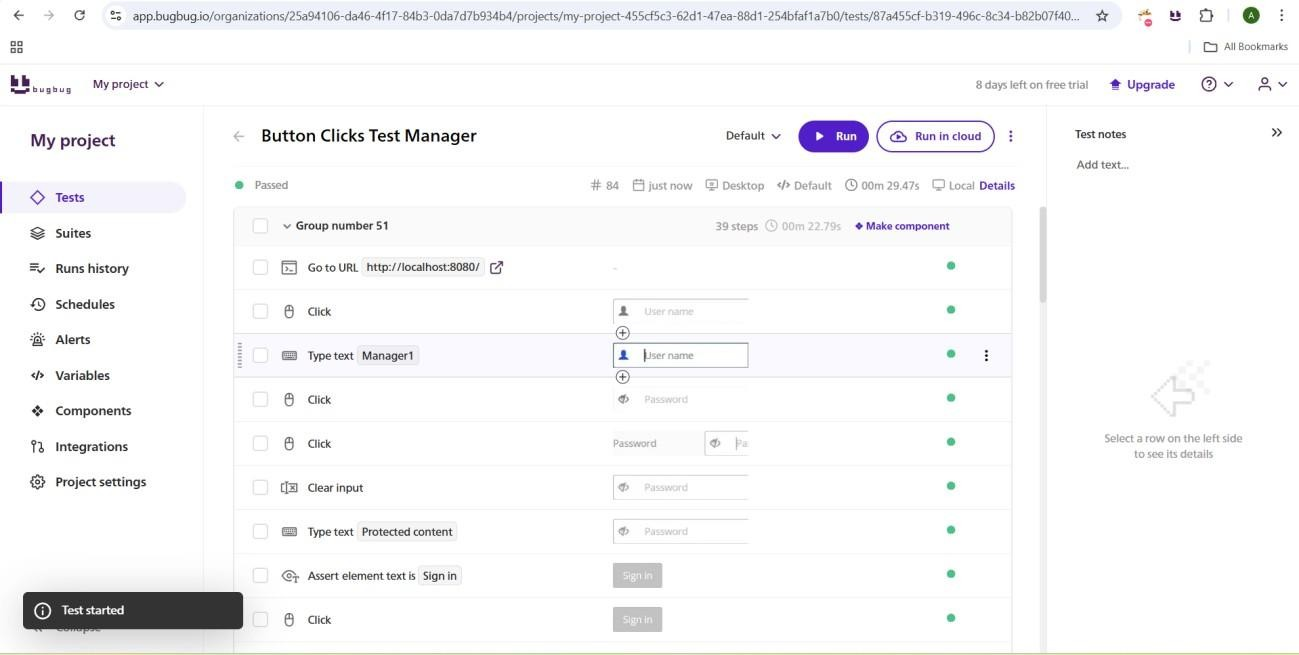 app.bugbug.io/organizations/25a94106-da46-4f17-84b3-0da7d7b934b4/projects/my-project-455cf5c3-62d1-47ea-88d1-254bfaf1a7b0/tests/87a455cf-b319-496c-8c34-b82b07f40...
A
All Bookmarks
bugbug
My project
8 days left on free trial
Upgrade
My project
Tests
Suites
Runs history
Schedules
Alerts
Variables
Components
Integrations
Project settings
Collapse
Test started
Button Clicks Test Manager
Default
Run
Run in cloud
Passed
# 84
just now
Desktop
Default
00m 29.47s
Local Details
Group number 51
39 steps
00m 22.79s
Make component
Go to URL http://localhost:8080/
-
Click
User name
Type text Manager1
User name
Click
Password
Click
Password
Pa
Clear input
Password
Type text Protected content
Password
Assert element text is Sign in
Sign in
Click
Sign in
Test notes
Add text...
Select a row on the left side
to see its details